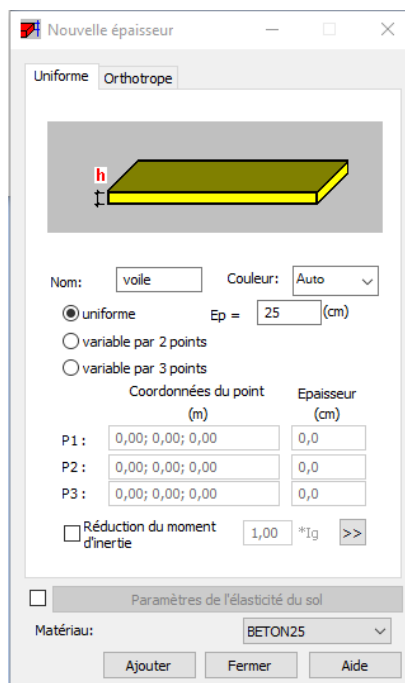 Nouvelle épaisseur
Uniforme Orthotrope
h
Nom: voile Couleur: Auto
uniforme Ep = 25 (cm)
variable par 2 points
variable par 3 points
Coordonnées du point Epaisseur
(m) (cm)
P1 : 0,00; 0,00; 0,00 0,0
P2 : 0,00; 0,00; 0,00 0,0
P3 : 0,00; 0,00; 0,00 0,0
Réduction du moment
d'inertie 1,00 *Ig >>
Paramètres de l'élasticité du sol
Matériau: BETON25
Ajouter Fermer Aide